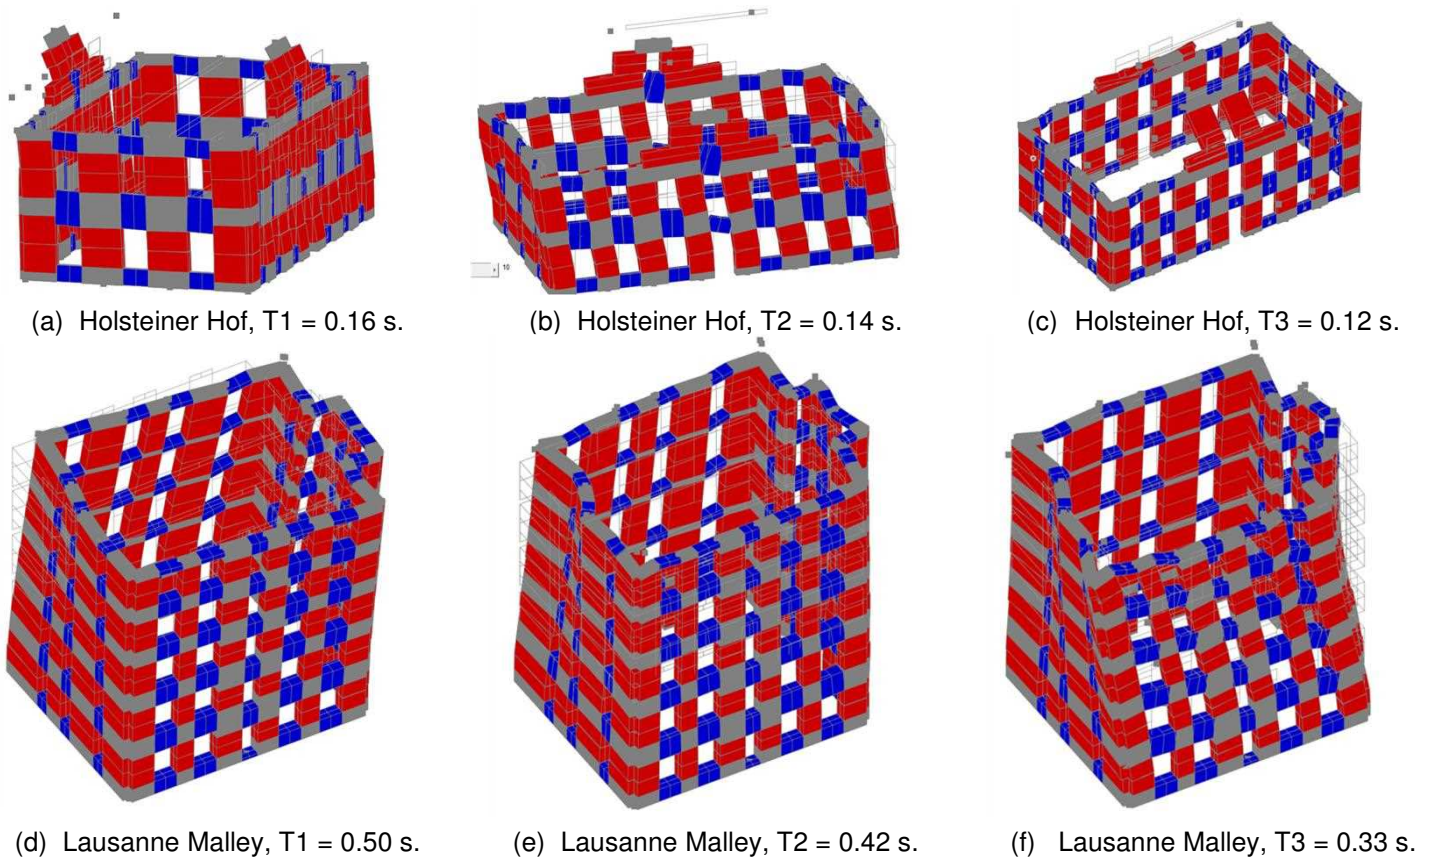 10
(a) Holsteiner Hof, T1 = 0.16 s.
(b) Holsteiner Hof, T2 = 0.14 s.
(c) Holsteiner Hof, T3 = 0.12 s.
(d) Lausanne Malley, T1 = 0.50 s.
(e) Lausanne Malley, T2 = 0.42 s.
(f) Lausanne Malley, T3 = 0.33 s.